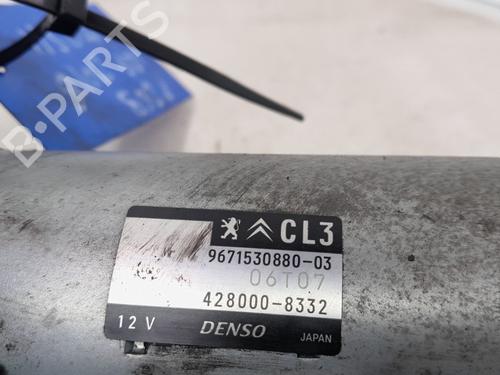 B-PARTS
CL3
9671530880-03
06T07
428000-8332
12 V DENSO JAPAN